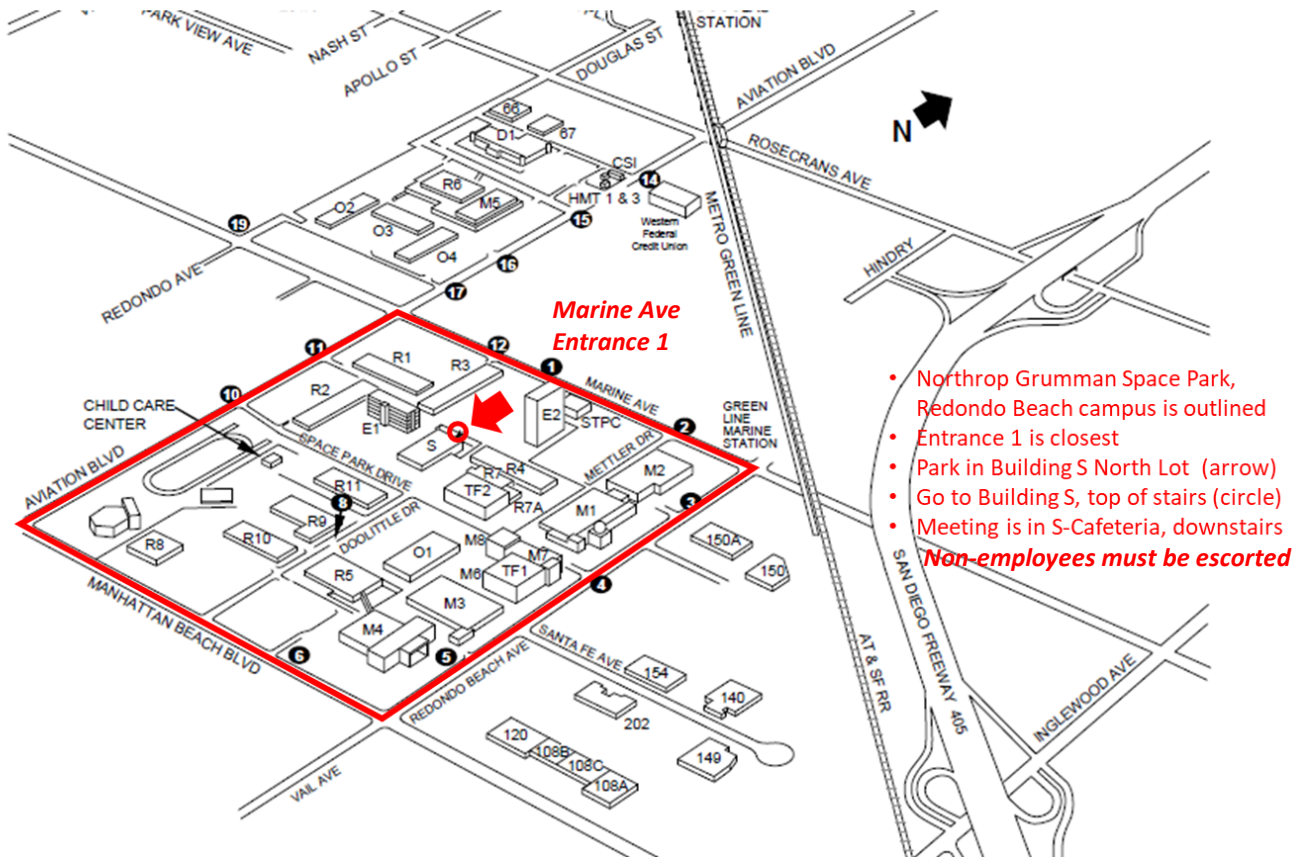 PARK VIEW AVE
NASH ST
APOLLO ST
DOUGLAS ST
STATION
AVIATION BLVD
N
ROSECRANS AVE
66
67
D1
CSI
14
R6
M5
HMT 1 & 3
15
Western
Federal
Credit Union
METRO GREEN LINE
HINDRY
O2
O3
O4
19
16
17
REDONDO AVE
Marine Ave
Entrance 1
11
R1
R3
12
1
MARINE AVE
10
R2
E1
E2
STPC
2
GREEN
LINE
MARINE
STATION
CHILD CARE
CENTER
S
SPACE PARK DRIVE
METTLER DR
AVIATION BLVD
R4
R7
M2
R11
TF2
R7A
3
8
R9
DOOLITTLE DR
M1
R8
R10
M8
O1
M7
150A
150
R5
M6
TF1
4
M3
M4
MANHATTAN BEACH BLVD
6
5
SANTA FE AVE
REDONDO BEACH AVE
154
140
202
120
108B
108C
108A
149
VAIL AVE
AT & SF RR
SAN DIEGO FREEWAY 405
INGLEWOOD AVE
• Northrop Grumman Space Park,
Redondo Beach campus is outlined
• Entrance 1 is closest
• Park in Building S North Lot (arrow)
• Go to Building S, top of stairs (circle)
• Meeting is in S-Cafeteria, downstairs
Non-employees must be escorted